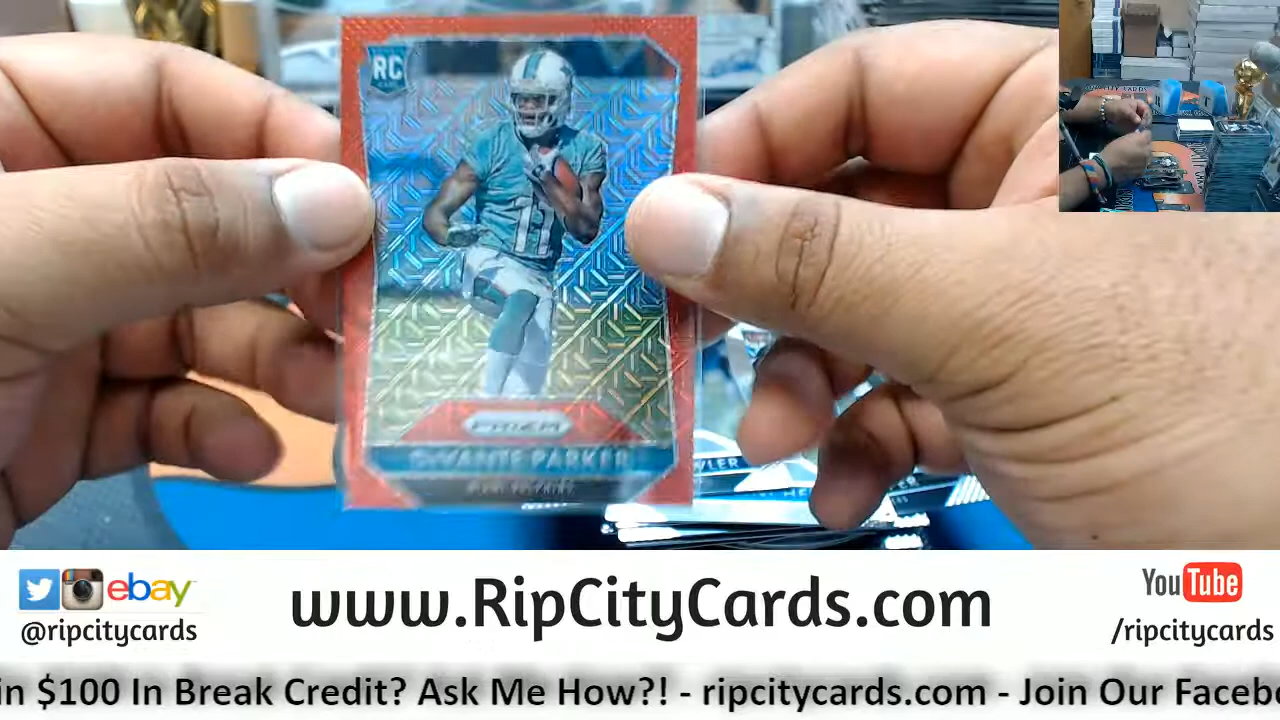 RC
11
PRIZM
DeVANTE PARKER
www.RipCityCards.com
ebay
@ripcitycards
YouTube
/ripcitycards
in $100 In Break Credit? Ask Me How?! - ripcitycards.com - Join Our Facebo